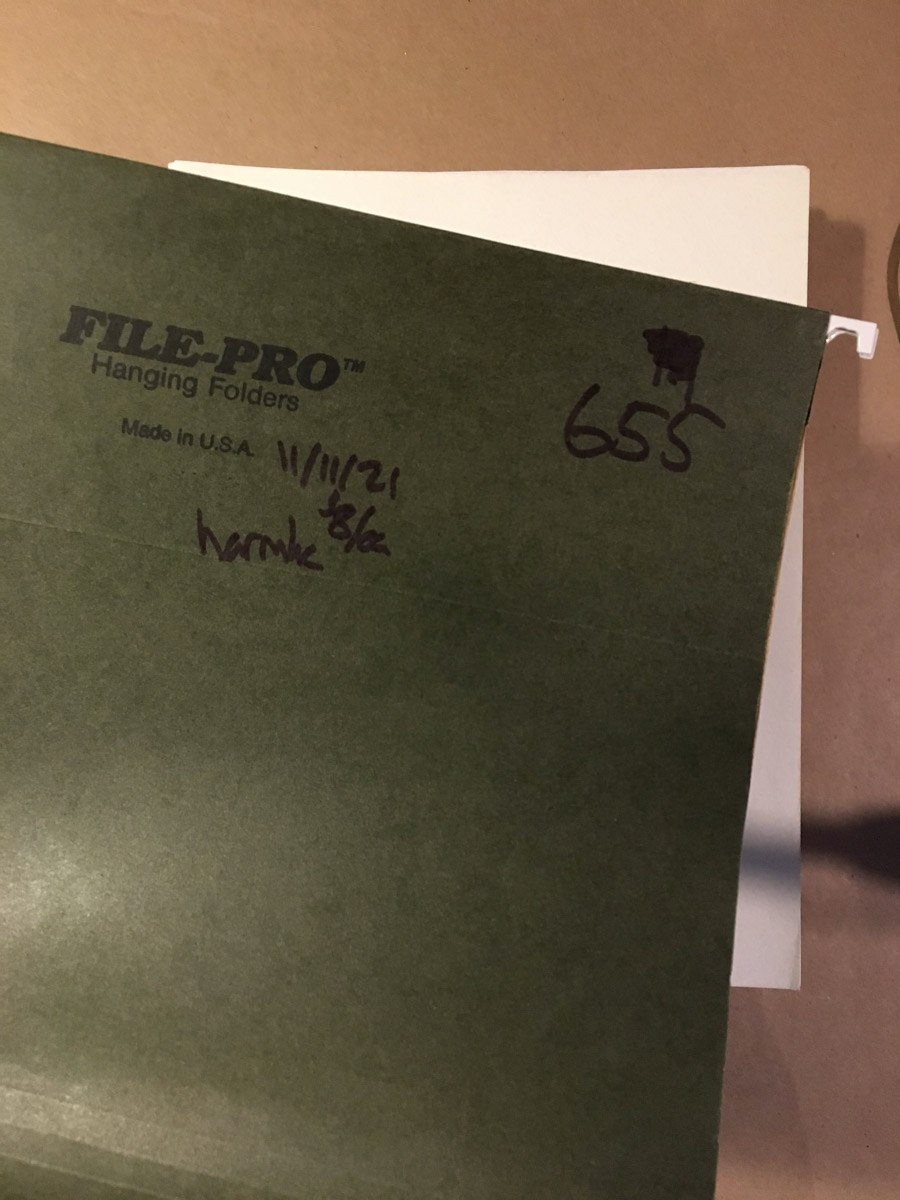 FILE-PRO™
Hanging Folders
Made in U.S.A.
655
11/11/21